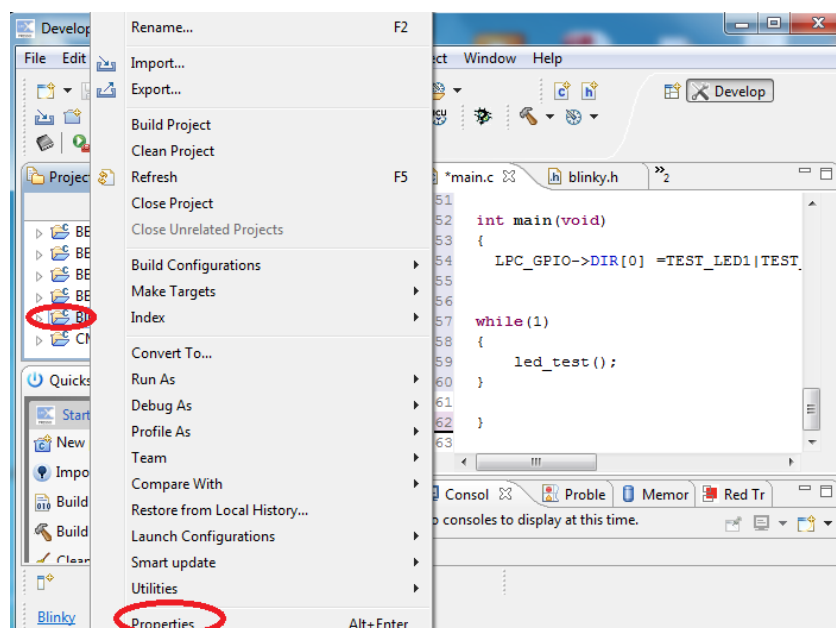 Develop
File Edit
ct Window Help
Develop
Project
*main.c
blinky.h
»2
Rename... F2
Import...
Export...
Build Project
Clean Project
Refresh F5
Close Project
Close Unrelated Projects
Build Configurations
Make Targets
Index
Convert To...
Run As
Debug As
Profile As
Team
Compare With
Restore from Local History...
Launch Configurations
Smart update
Utilities
Properties Alt+Enter
BE
BE
BE
BE
CM
Quicks
Start
New
Impo
Build
Build
Clear
Blinky
51
52 int main(void)
53 {
54 LPC_GPIO->DIR[0] =TEST_LED1|TEST_
55
56
57 while(1)
58 {
59 led_test();
60 }
61
62 }
63
Consol Proble Memor Red Tr
o consoles to display at this time.